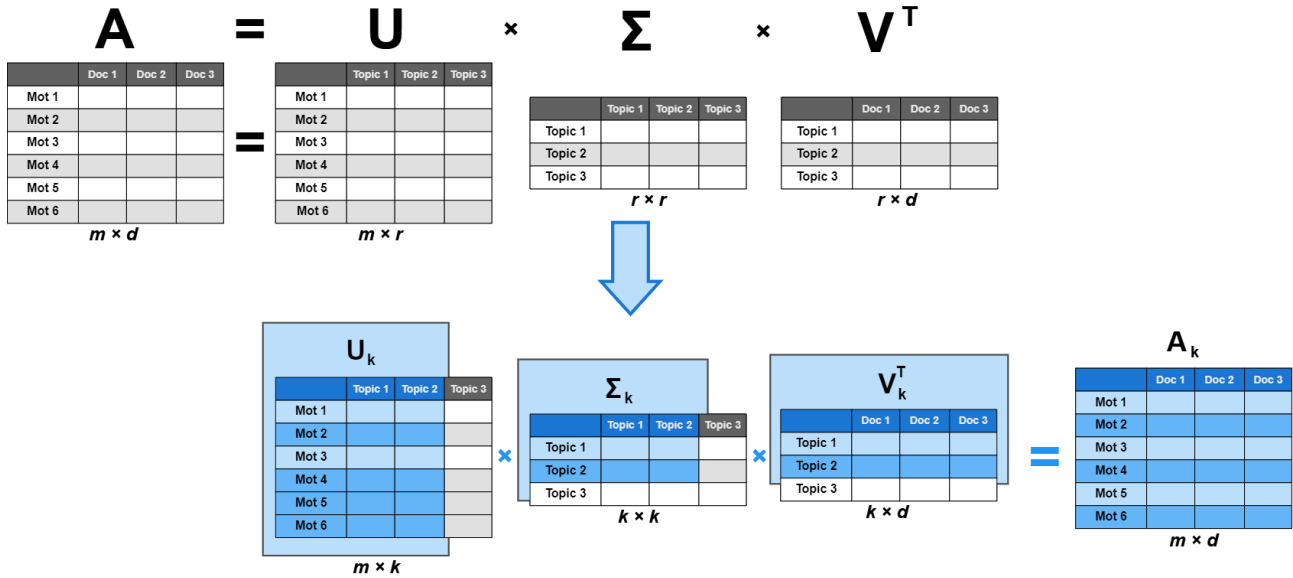 A = U × Σ × V^T
Doc 1 Doc 2 Doc 3
Mot 1
Mot 2
Mot 3
Mot 4
Mot 5
Mot 6
m × d
=
Topic 1 Topic 2 Topic 3
Mot 1
Mot 2
Mot 3
Mot 4
Mot 5
Mot 6
m × r
Topic 1 Topic 2 Topic 3
Topic 1
Topic 2
Topic 3
r × r
Doc 1 Doc 2 Doc 3
Topic 1
Topic 2
Topic 3
r × d
U_k
Topic 1 Topic 2 Topic 3
Mot 1
Mot 2
Mot 3
Mot 4
Mot 5
Mot 6
m × k
×
Σ_k
Topic 1 Topic 2 Topic 3
Topic 1
Topic 2
Topic 3
k × k
×
V_k^T
Doc 1 Doc 2 Doc 3
Topic 1
Topic 2
Topic 3
k × d
=
A_k
Doc 1 Doc 2 Doc 3
Mot 1
Mot 2
Mot 3
Mot 4
Mot 5
Mot 6
m × d